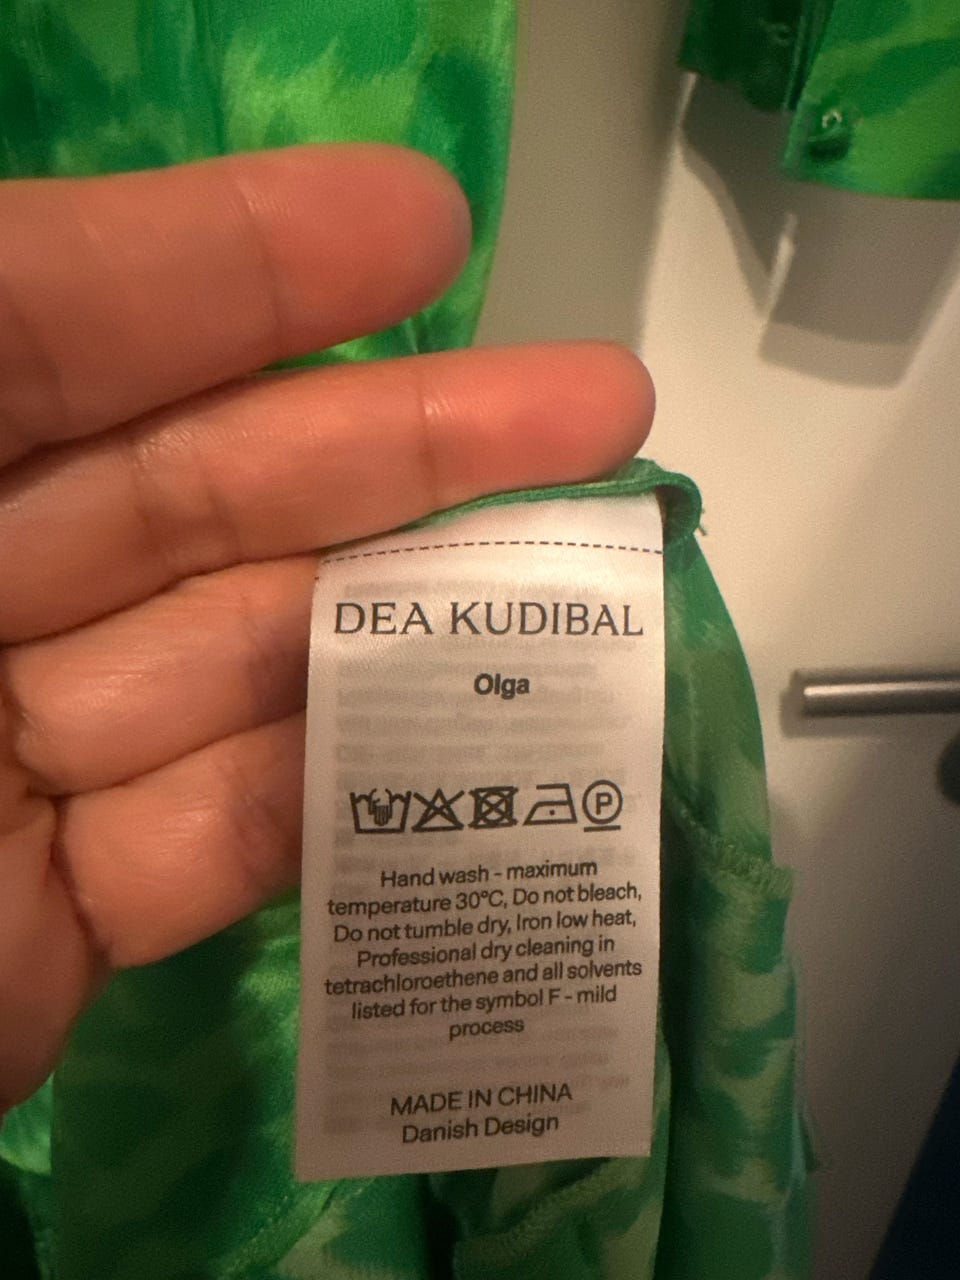 DEA KUDIBAL
Olga
P
Hand wash - maximum
temperature 30°C, Do not bleach,
Do not tumble dry, Iron low heat,
Professional dry cleaning in
tetrachloroethene and all solvents
listed for the symbol F - mild
process
MADE IN CHINA
Danish Design